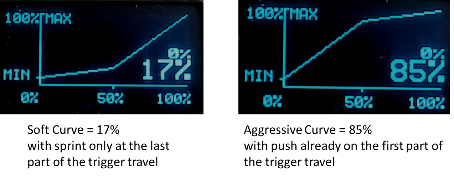 100% MAX
0%
17%
MIN
0% 50% 100%
100% MAX
0%
85%
MIN
0% 50% 100%
Soft Curve = 17%
with sprint only at the last
part of the trigger travel
Aggressive Curve = 85%
with push already on the first part of
the trigger travel